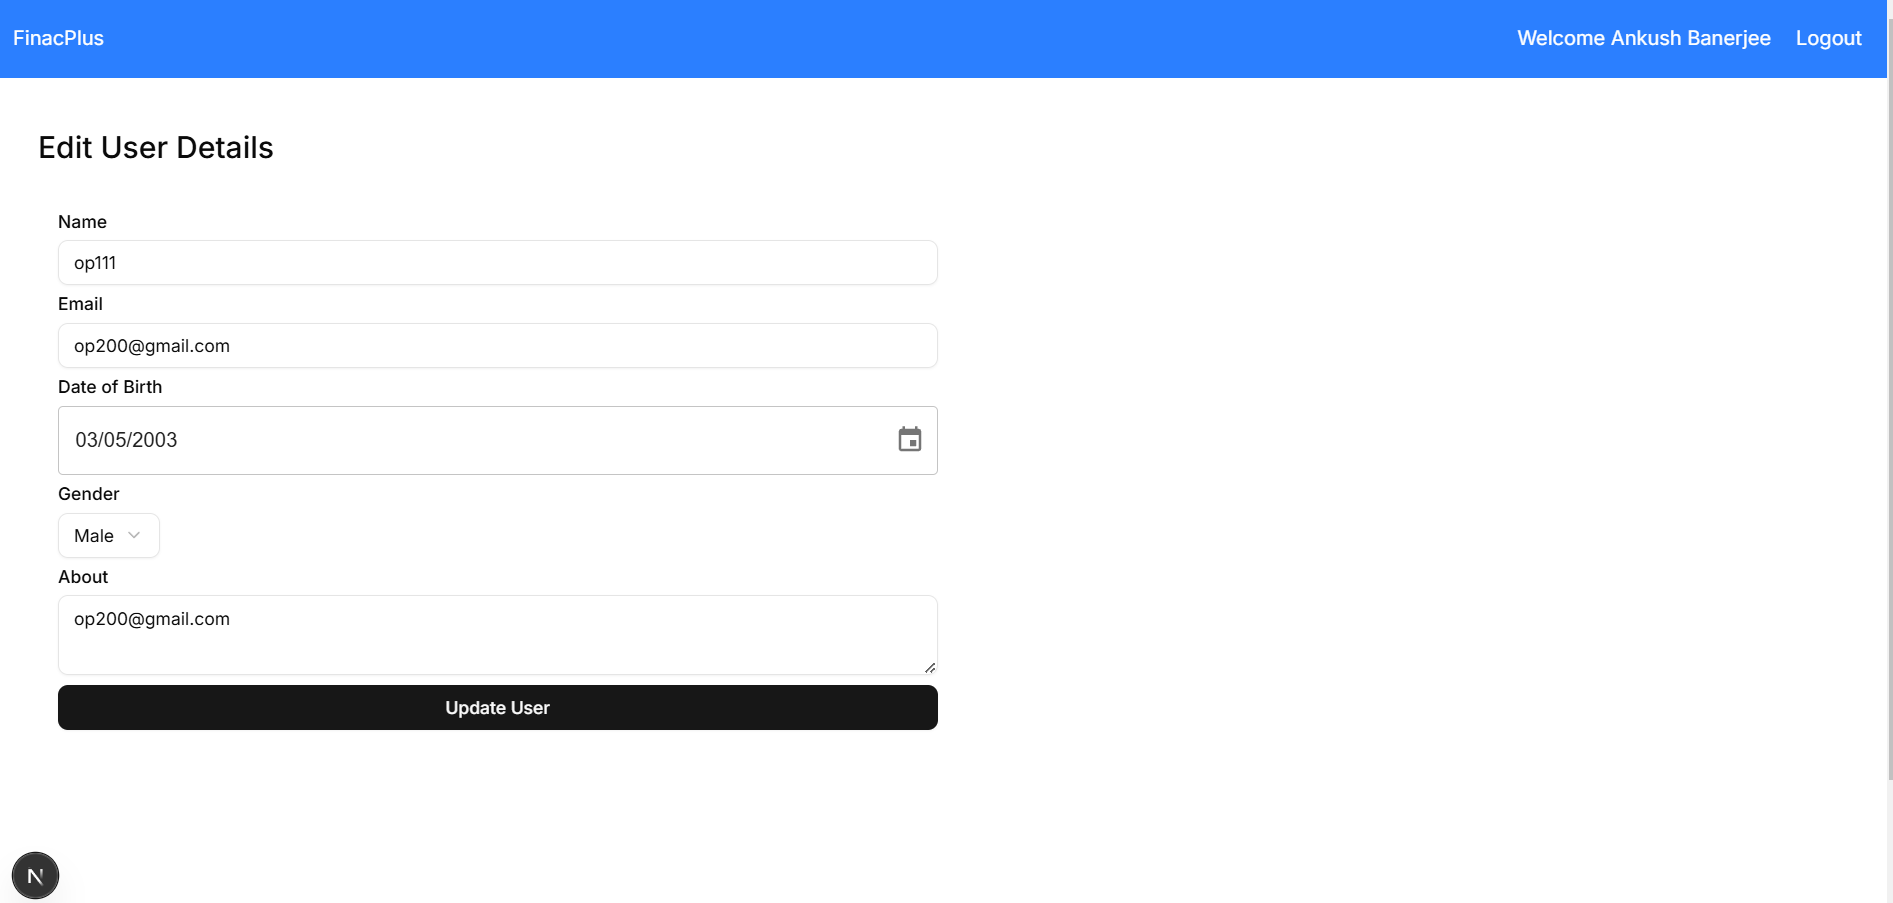 FinacPlus
Welcome Ankush Banerjee
Logout
Edit User Details
Name
op111
Email
op200@gmail.com
Date of Birth
03/05/2003
Gender
Male
About
op200@gmail.com
Update User
N